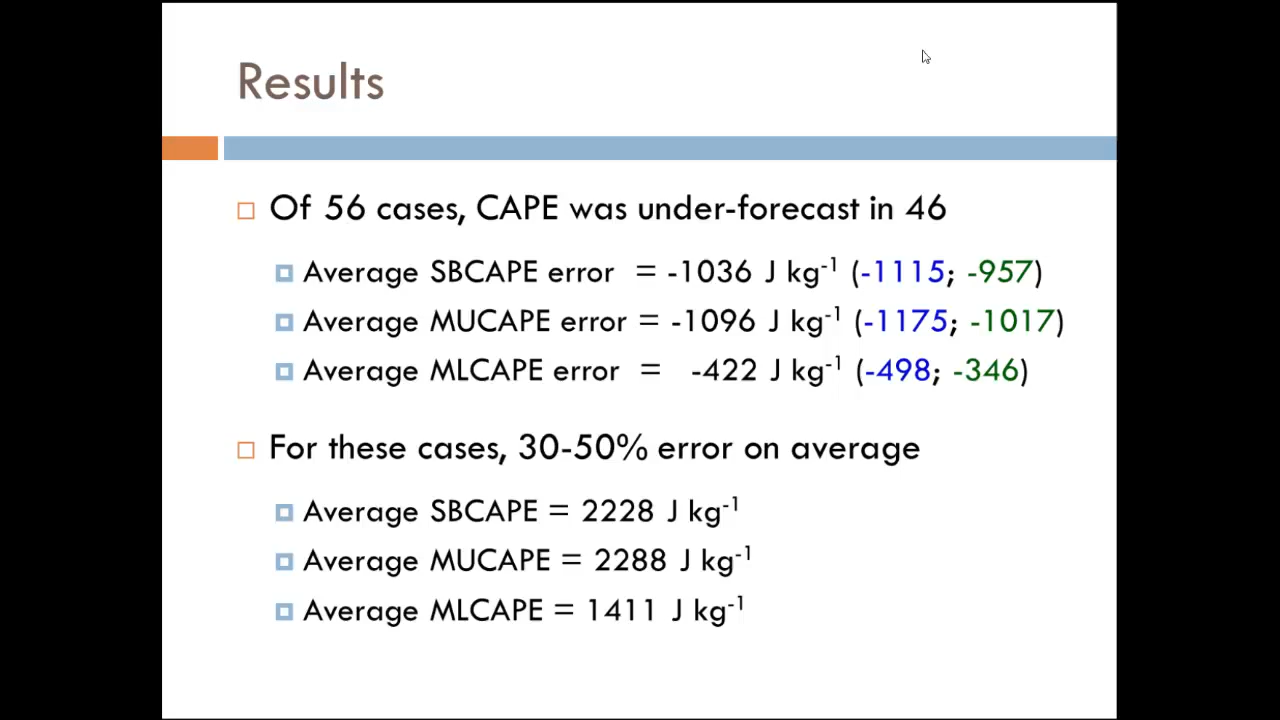 Results
Of 56 cases, CAPE was under-forecast in 46
Average SBCAPE error = -1036 J kg⁻¹ (-1115; -957)
Average MUCAPE error = -1096 J kg⁻¹ (-1175; -1017)
Average MLCAPE error = -422 J kg⁻¹ (-498; -346)
For these cases, 30-50% error on average
Average SBCAPE = 2228 J kg⁻¹
Average MUCAPE = 2288 J kg⁻¹
Average MLCAPE = 1411 J kg⁻¹